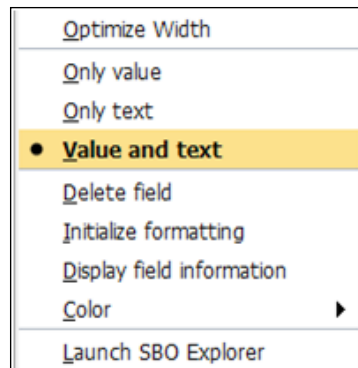 Optimize Width
Only value
Only text
Value and text
Delete field
Initialize formatting
Display field information
Color
Launch SBO Explorer